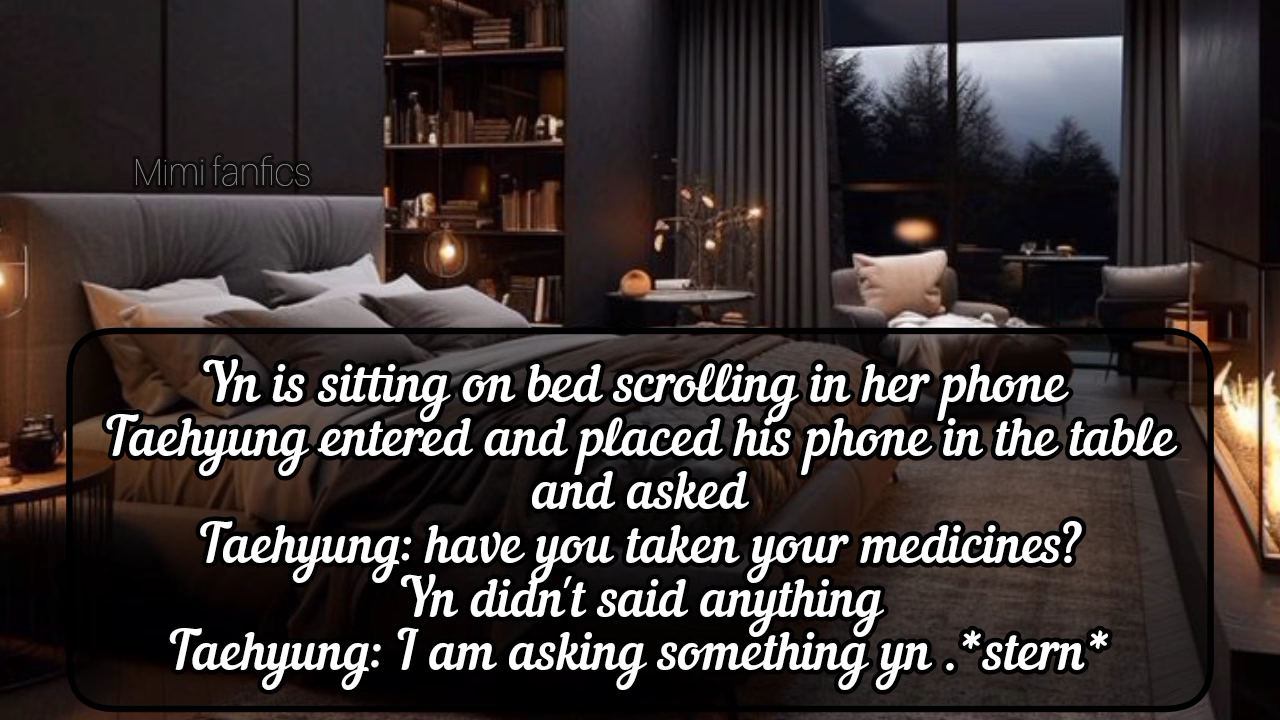 Mimi fanfics
Yn is sitting on bed scrolling in her phone
Taehyung entered and placed his phone in the table
and asked
Taehyung: have you taken your medicines?
Yn didn't said anything
Taehyung: I am asking something yn .*stern*